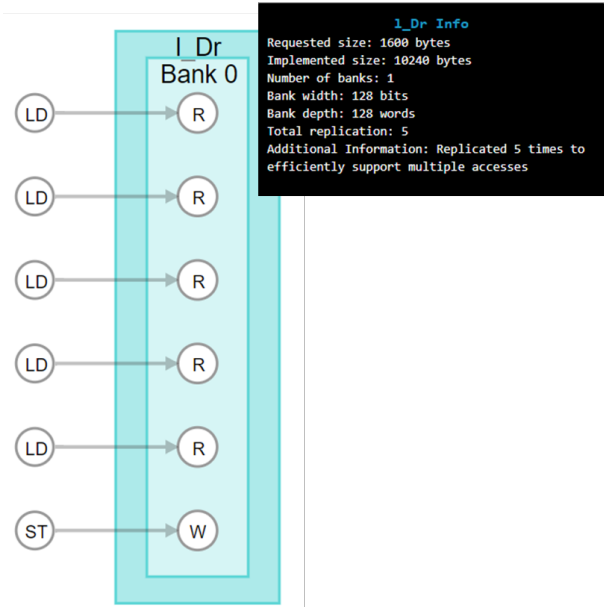 l_Dr Info
Requested size: 1600 bytes
Implemented size: 10240 bytes
Number of banks: 1
Bank width: 128 bits
Bank depth: 128 words
Total replication: 5
Additional Information: Replicated 5 times to
efficiently support multiple accesses
l_Dr
Bank 0
LD R
LD R
LD R
LD R
LD R
ST W